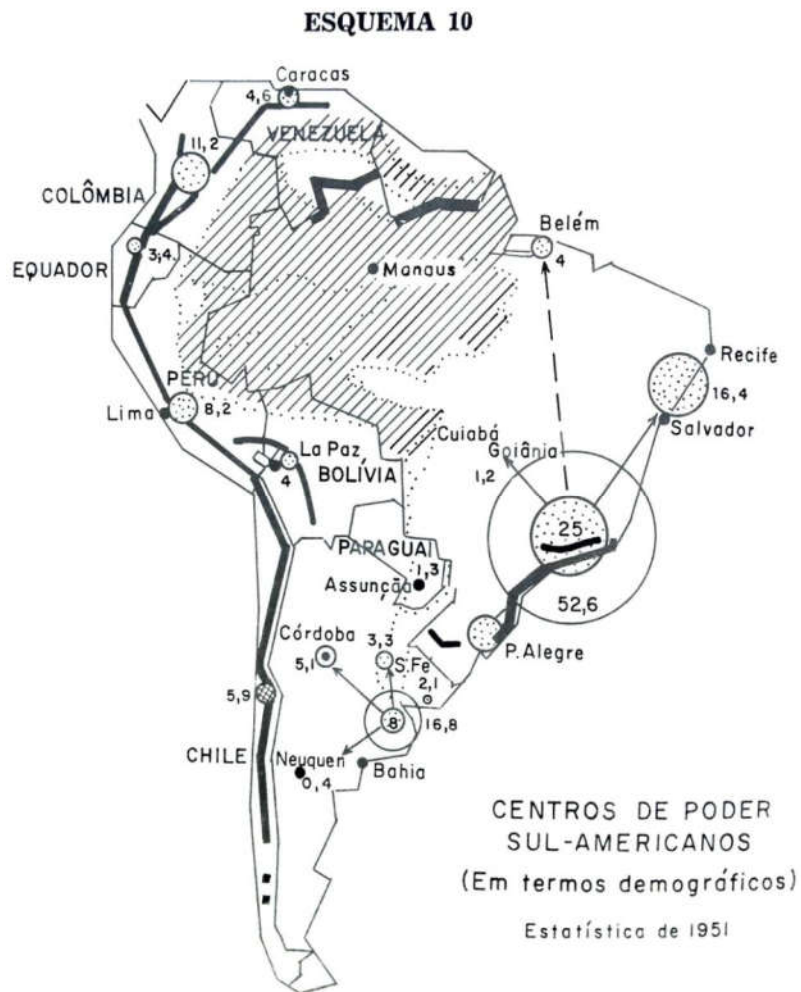 ESQUEMA 10
Caracas
4,6
VENEZUELA
11,2
COLÔMBIA
Belém
4
3,4
EQUADOR
Manaus
Recife
PERU
8,2
Lima
16,4
Salvador
Cuiabá
Goiânia
La Paz
4
BOLÍVIA
1,2
25
PARAGUAI
1,3
Assunção
52,6
Córdoba
3,3
S.Fé
P.Alegre
5,1
2,1
5,9
8
16,8
CHILE
Neuquen
Bahia
0,4
CENTROS DE PODER
SUL-AMERICANOS
(Em termos demográficos)
Estatística de 1951